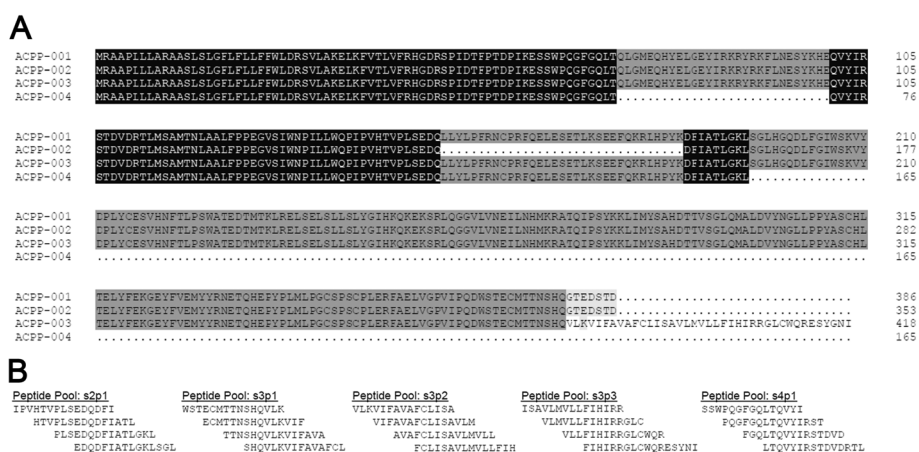 A
ACPP-001 MRAAPLLLARAASLSLGFLFLLFFWLDRSVLAKELKFVTLVFRHGDRSPIDTFPTDPIKESSWPQGFGQLTQLGMEQHYELGEYIRKRYRKFLNESYKHEQVYIR 105
ACPP-002 MRAAPLLLARAASLSLGFLFLLFFWLDRSVLAKELKFVTLVFRHGDRSPIDTFPTDPIKESSWPQGFGQLTQLGMEQHYELGEYIRKRYRKFLNESYKHEQVYIR 105
ACPP-003 MRAAPLLLARAASLSLGFLFLLFFWLDRSVLAKELKFVTLVFRHGDRSPIDTFPTDPIKESSWPQGFGQLTQLGMEQHYELGEYIRKRYRKFLNESYKHEQVYIR 105
ACPP-004 MRAAPLLLARAASLSLGFLFLLFFWLDRSVLAKELKFVTLVFRHGDRSPIDTFPTDPIKESSWPQGFGQLT.............................QVYIR 76
ACPP-001 STDVDRTLMSAMTNLAALFPPEGVSIWNPILLWQPIPVHTVPLSEDQLLYLPFRNCPRFQELESETLKSEEFQKRLHPYKDFIATLGKLSGLHGQDLFGIWSKVY 210
ACPP-002 STDVDRTLMSAMTNLAALFPPEGVSIWNPILLWQPIPVHTVPLSEDQ.................................DFIATLGKLSGLHGQDLFGIWSKVY 177
ACPP-003 STDVDRTLMSAMTNLAALFPPEGVSIWNPILLWQPIPVHTVPLSEDQLLYLPFRNCPRFQELESETLKSEEFQKRLHPYKDFIATLGKLSGLHGQDLFGIWSKVY 210
ACPP-004 STDVDRTLMSAMTNLAALFPPEGVSIWNPILLWQPIPVHTVPLSEDQLLYLPFRNCPRFQELESETLKSEEFQKRLHPYKDFIATLGKL................ 165
ACPP-001 DPLYCESVHNFTLPSWATEDTMTKLRELSELSLLSLYGIHKQKEKSRLQGGVLVNEILNHMKRATQIPSYKKLIMYSAHDTTVSGLQMALDVYNGLLPPYASCHL 315
ACPP-002 DPLYCESVHNFTLPSWATEDTMTKLRELSELSLLSLYGIHKQKEKSRLQGGVLVNEILNHMKRATQIPSYKKLIMYSAHDTTVSGLQMALDVYNGLLPPYASCHL 282
ACPP-003 DPLYCESVHNFTLPSWATEDTMTKLRELSELSLLSLYGIHKQKEKSRLQGGVLVNEILNHMKRATQIPSYKKLIMYSAHDTTVSGLQMALDVYNGLLPPYASCHL 315
ACPP-004 ......................................................................................................... 165
ACPP-001 TELYFEKGEYFVEMYYRNETQHEPYPLMLPGCSPSCPLERFAELVGPVIPQDWSTECMTTNSHQGTEDSTD................................ 386
ACPP-002 TELYFEKGEYFVEMYYRNETQHEPYPLMLPGCSPSCPLERFAELVGPVIPQDWSTECMTTNSHQGTEDSTD................................ 353
ACPP-003 TELYFEKGEYFVEMYYRNETQHEPYPLMLPGCSPSCPLERFAELVGPVIPQDWSTECMTTNSHQVLKVIFAVAFCLISAVLMVLLFIHIRRGLCWQRESYGNI 418
ACPP-004 ....................................................................................................... 165
B
Peptide Pool: s2p1 Peptide Pool: s3p1 Peptide Pool: s3p2 Peptide Pool: s3p3 Peptide Pool: s4p1
IPVHTVPLSEDQDFI WSTECMTTNSHQVLK VLKVIFAVAFCLISA ISAVLMVLLFIHIRR SSWPQGFGQLTQVYI
HTVPLSEDQDFIATL ECMTTNSHQVLKVIF VIFAVAFCLISAVLM VLMVLLFIHIRRGLC PQGFGQLTQVYIRST
PLSEDQDFIATLGKL TTNSHQVLKVIFAVA AVAFCLISAVLMVLL VLLFIHIRRGLCWQR GQLTQVYIRSTDVD
EDQDFIATLGKLSGL SHQVLKVIFAVAFCL FCLISAVLMVLLFIH FIHIRRGLCWQRESYNI LTQVYIRSTDVDRTL